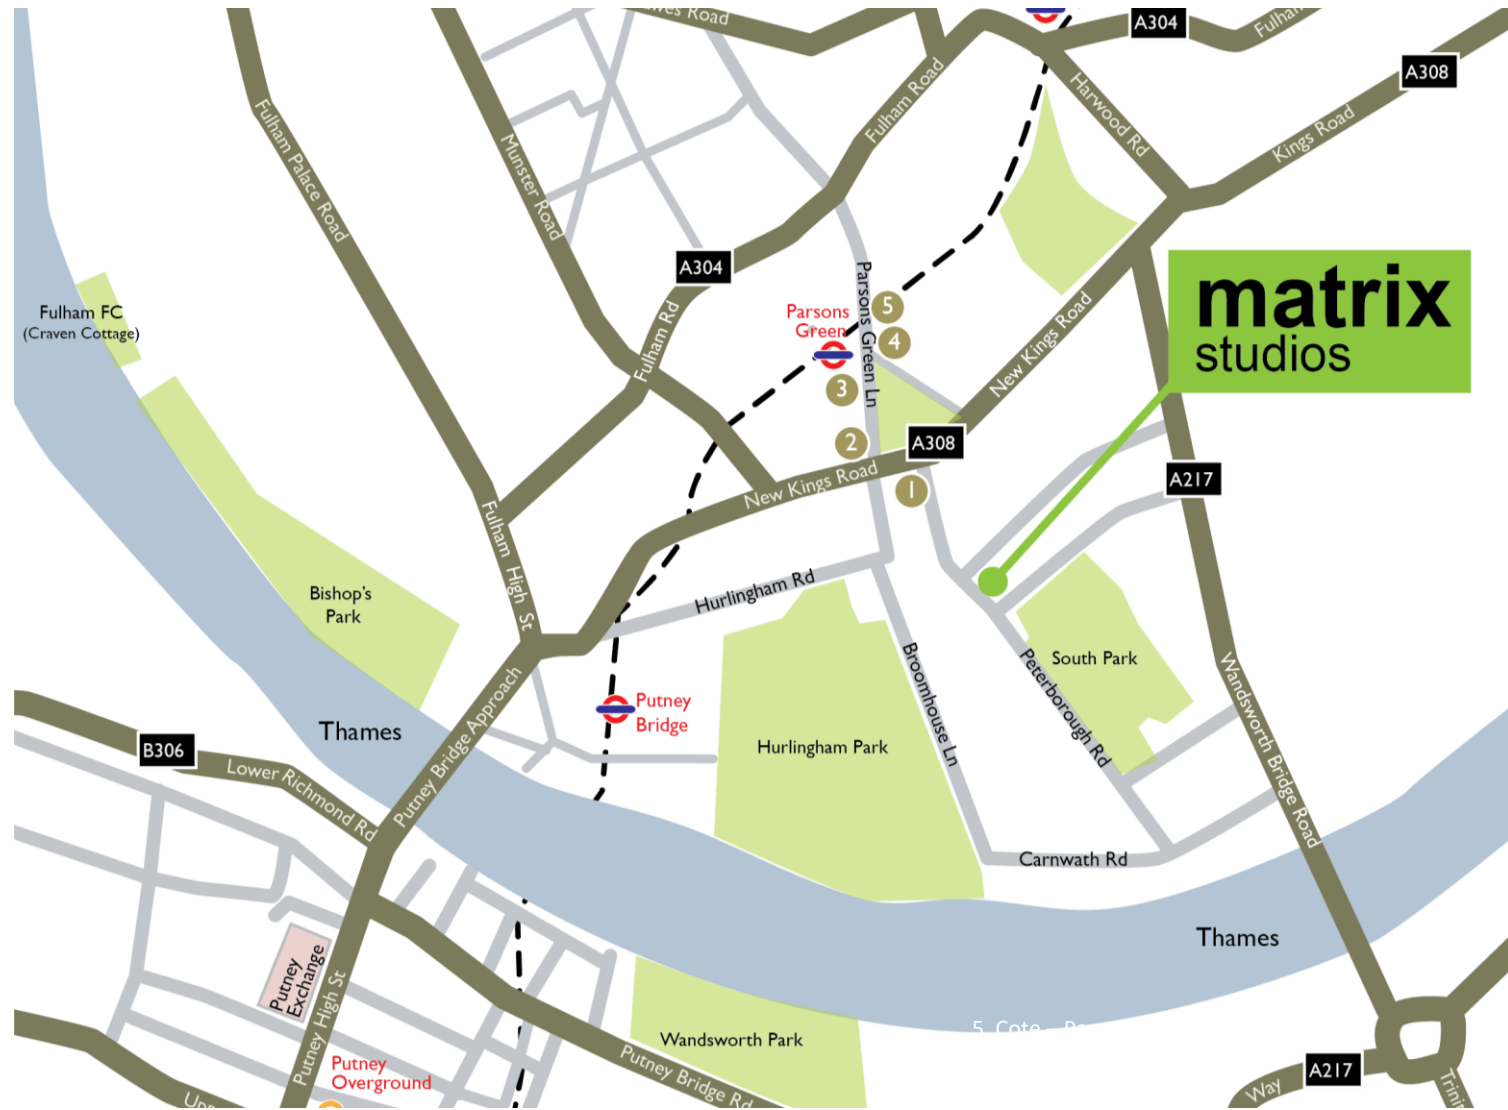 A304
Fulham
A308
Kings Road
Harwood Rd
Fulham Road
Fulham Palace Road
Munster Road
A304
Parsons Green Ln
matrix
studios
Fulham FC
(Craven Cottage)
Parsons
Green
5
4
3
2
1
New Kings Road
Fulham Rd
A308
New Kings Road
A217
Fulham High St
Hurlingham Rd
Bishop's
Park
South Park
Peterborough Rd
Broomhouse Ln
Wandsworth Bridge Road
Putney
Bridge
Thames
Hurlingham Park
Putney Bridge Approach
B306
Lower Richmond Rd
Carnwath Rd
Thames
Putney
Exchange
Putney High St
Wandsworth Park
5 Cote
Putney
Overground
Putney Bridge Rd
A217
Way